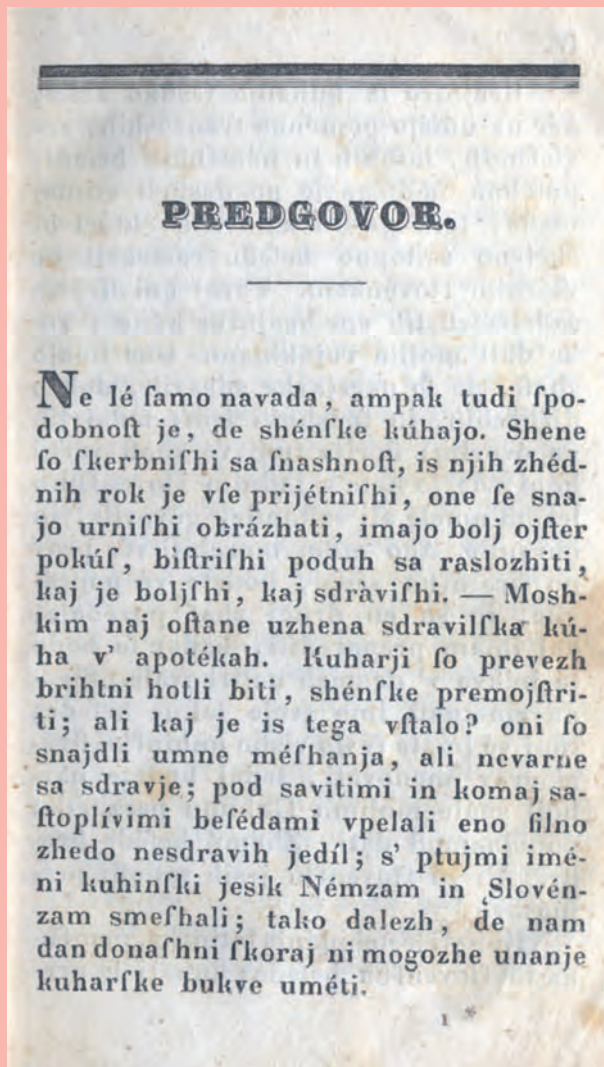 PREDGOVOR.
Ne lé ſamo navada, ampak tudi ſpo-
dobnoſt je, de shénſke kúhajo. Shene
ſo ſkerbniſhi sa ſnashnoſt, is njih zhéd-
nih rok je vſe prijétniſhi, one ſe sna-
jo urniſhi obrázhati, imajo bolj ojſter
pokúſ, biſtriſhi poduh sa raslozhiti,
kaj je boljſhi, kaj sdràviſhi. — Mosh-
kim naj oſtane uzhena sdravilſka kú-
ha v' apotékah. Kuharji ſo prevezh
brihtni hotli biti, shénſke premojſtri-
ti; ali kaj je is tega vſtalo? oni ſo
snajdli umne méſhanja, ali nevarne
sa sdravje; pod savitimi in komaj sa-
ſtoplívimi beſédami vpelali eno ſilno
zhedo nesdravih jedíl; s' ptujmi imé-
ni kuhinſki jesik Némzam in Slovén-
zam smeſhali; tako dalezh, de nam
dan donaſhni ſkoraj ni mogozhe unanje
kuharſke bukve uméti.
1 *